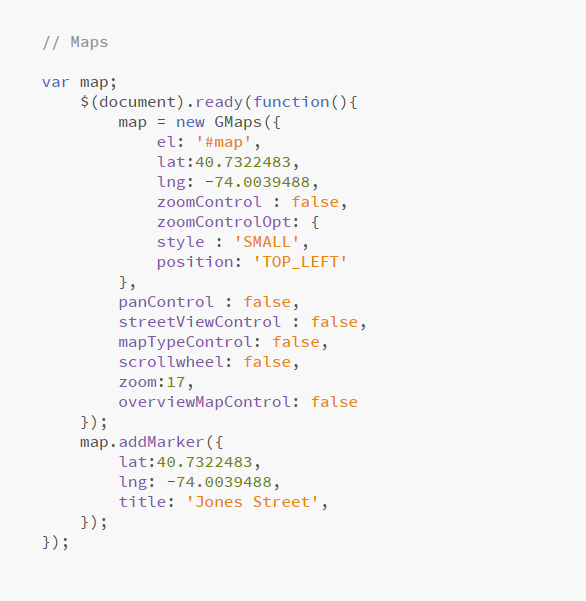 // Maps
var map;
$(document).ready(function(){
map = new GMaps({
el: '#map',
lat:40.7322483,
lng: -74.0039488,
zoomControl : false,
zoomControlOpt: {
style : 'SMALL',
position: 'TOP_LEFT'
},
panControl : false,
streetViewControl : false,
mapTypeControl: false,
scrollwheel: false,
zoom:17,
overviewMapControl: false
});
map.addMarker({
lat:40.7322483,
lng: -74.0039488,
title: 'Jones Street',
});
});